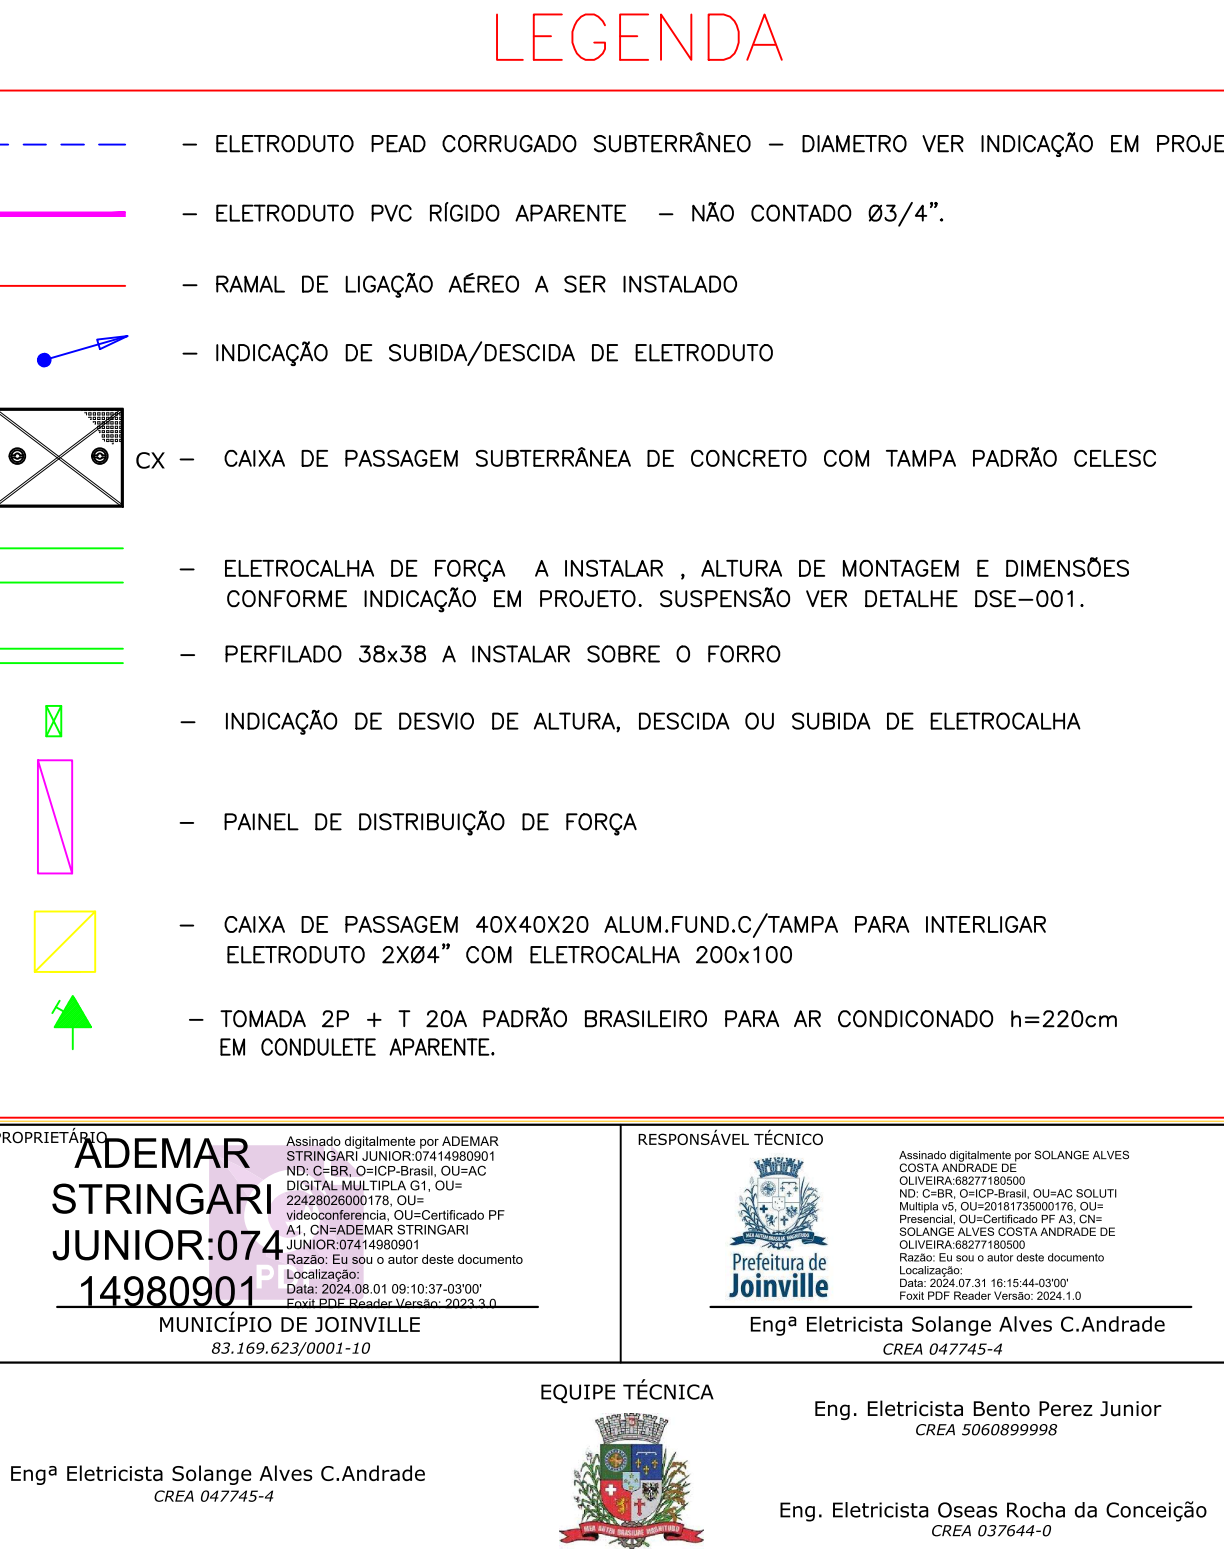 LEGENDA
- ELETRODUTO PEAD CORRUGADO SUBTERRÂNEO - DIAMETRO VER INDICAÇÃO EM PROJE
- ELETRODUTO PVC RÍGIDO APARENTE - NÃO CONTADO Ø3/4".
- RAMAL DE LIGAÇÃO AÉREO A SER INSTALADO
- INDICAÇÃO DE SUBIDA/DESCIDA DE ELETRODUTO
CX - CAIXA DE PASSAGEM SUBTERRÂNEA DE CONCRETO COM TAMPA PADRÃO CELESC
- ELETROCALHA DE FORÇA A INSTALAR , ALTURA DE MONTAGEM E DIMENSÕES
CONFORME INDICAÇÃO EM PROJETO. SUSPENSÃO VER DETALHE DSE-001.
- PERFILADO 38x38 A INSTALAR SOBRE O FORRO
- INDICAÇÃO DE DESVIO DE ALTURA, DESCIDA OU SUBIDA DE ELETROCALHA
- PAINEL DE DISTRIBUIÇÃO DE FORÇA
- CAIXA DE PASSAGEM 40X40X20 ALUM.FUND.C/TAMPA PARA INTERLIGAR
ELETRODUTO 2XØ4" COM ELETROCALHA 200x100
- TOMADA 2P + T 20A PADRÃO BRASILEIRO PARA AR CONDICONADO h=220cm
EM CONDULETE APARENTE.
PROPRIETÁRIO
ADEMAR
STRINGARI
JUNIOR:074
14980901
Assinado digitalmente por ADEMAR
STRINGARI JUNIOR:07414980901
ND: C=BR, O=ICP-Brasil, OU=AC
DIGITAL MULTIPLA G1, OU=
22428026000178, OU=
videoconferencia, OU=Certificado PF
A1, CN=ADEMAR STRINGARI
JUNIOR:07414980901
Razão: Eu sou o autor deste documento
Localização:
Data: 2024.08.01 09:10:37-03'00'
Foxit PDF Reader Versão: 2023.3.0
MUNICÍPIO DE JOINVILLE
83.169.623/0001-10
RESPONSÁVEL TÉCNICO
Prefeitura de
Joinville
Assinado digitalmente por SOLANGE ALVES
COSTA ANDRADE DE
OLIVEIRA:68277180500
ND: C=BR, O=ICP-Brasil, OU=AC SOLUTI
Multipla v5, OU=20181735000176, OU=
Presencial, OU=Certificado PF A3, CN=
SOLANGE ALVES COSTA ANDRADE DE
OLIVEIRA:68277180500
Razão: Eu sou o autor deste documento
Localização:
Data: 2024.07.31 16:15:44-03'00'
Foxit PDF Reader Versão: 2024.1.0
Engª Eletricista Solange Alves C.Andrade
CREA 047745-4
EQUIPE TÉCNICA
Engª Eletricista Solange Alves C.Andrade
CREA 047745-4
MEA AUTEM BRASILIAE MAGNITUDO
Eng. Eletricista Bento Perez Junior
CREA 5060899998
Eng. Eletricista Oseas Rocha da Conceição
CREA 037644-0